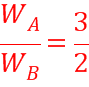 W_A / W_B = 3 / 2